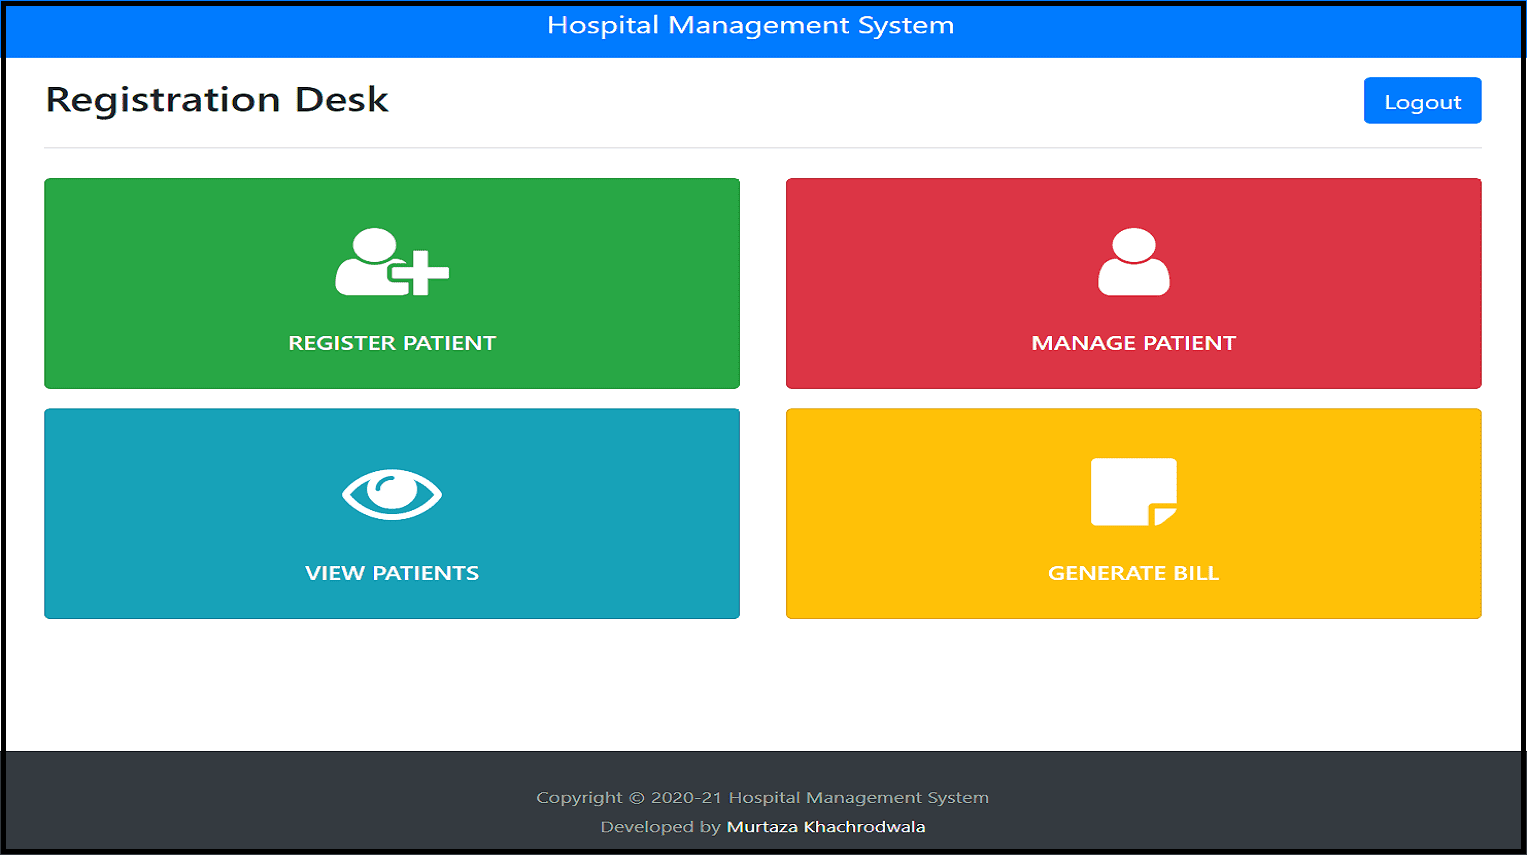 Hospital Management System
Registration Desk
Logout
REGISTER PATIENT
MANAGE PATIENT
VIEW PATIENTS
GENERATE BILL
Copyright © 2020-21 Hospital Management System
Developed by Murtaza Khachrodwala